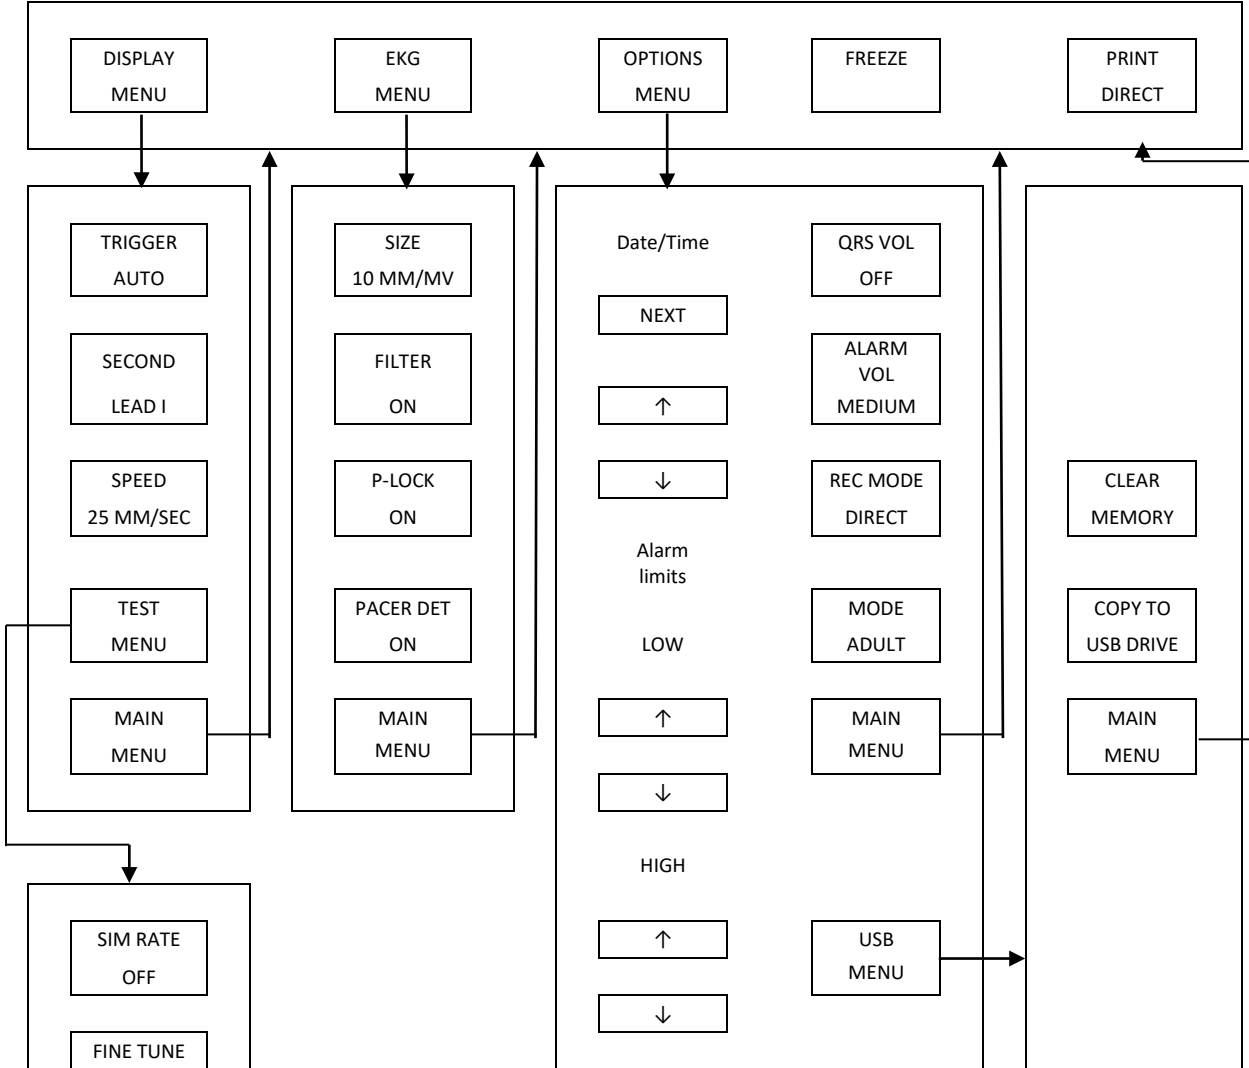 DISPLAY
MENU
EKG
MENU
OPTIONS
MENU
FREEZE
PRINT
DIRECT
TRIGGER
AUTO
SECOND
LEAD I
SPEED
25 MM/SEC
TEST
MENU
MAIN
MENU
SIM RATE
OFF
FINE TUNE
SIZE
10 MM/MV
FILTER
ON
P-LOCK
ON
PACER DET
ON
MAIN
MENU
Date/Time
NEXT
↑
↓
Alarm
limits
LOW
↑
↓
HIGH
↑
↓
QRS VOL
OFF
ALARM
VOL
MEDIUM
REC MODE
DIRECT
MODE
ADULT
MAIN
MENU
USB
MENU
CLEAR
MEMORY
COPY TO
USB DRIVE
MAIN
MENU